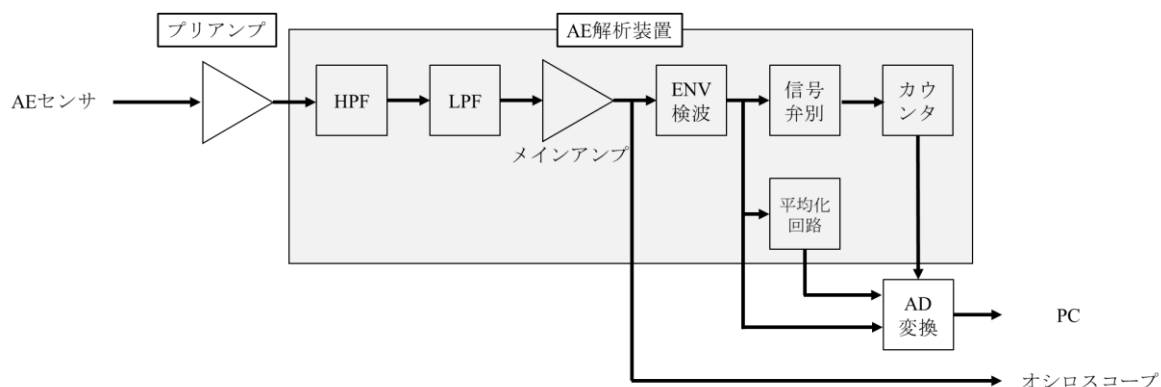 プリアンプ
AE解析装置
AEセンサ
HPF
LPF
メインアンプ
ENV
検波
信号
弁別
カウ
ンタ
平均化
回路
AD
変換
PC
オシロスコープ